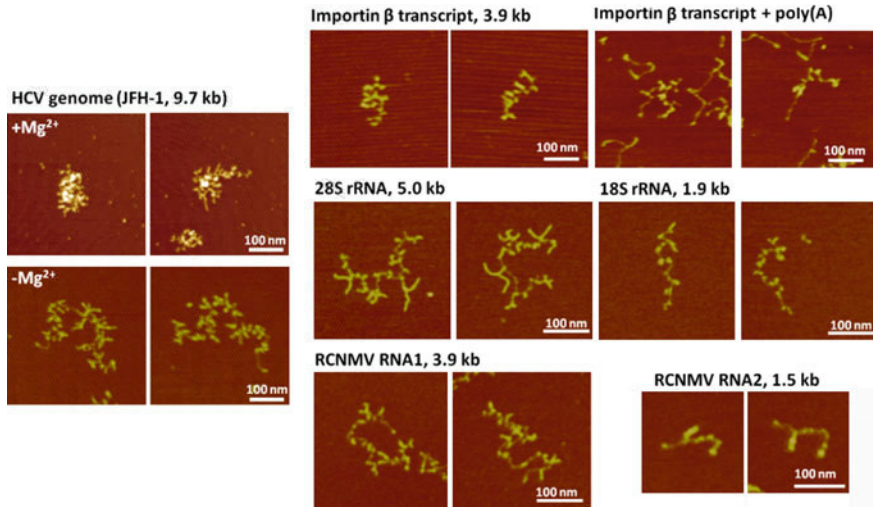 HCV genome (JFH-1, 9.7 kb)
+Mg²⁺
100 nm
-Mg²⁺
100 nm
Importin β transcript, 3.9 kb
100 nm
Importin β transcript + poly(A)
100 nm
28S rRNA, 5.0 kb
100 nm
18S rRNA, 1.9 kb
100 nm
RCNMV RNA1, 3.9 kb
100 nm
RCNMV RNA2, 1.5 kb
100 nm